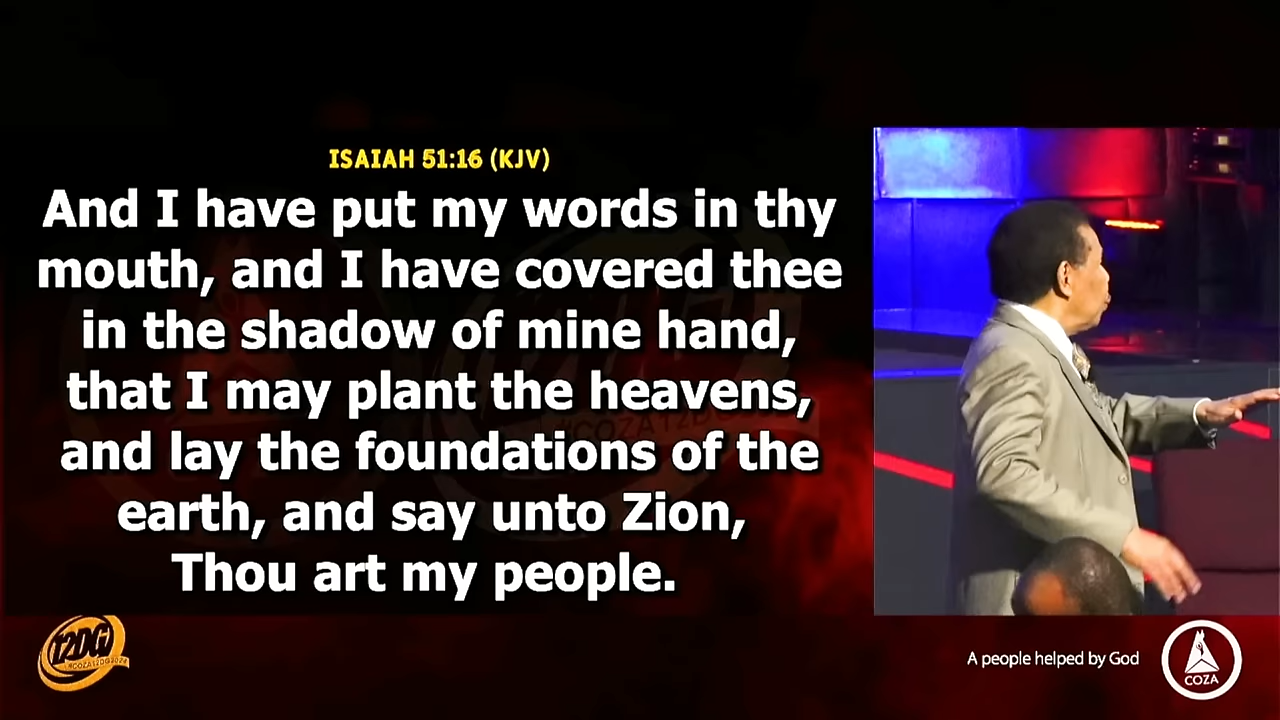 ISAIAH 51:16 (KJV)
And I have put my words in thy
mouth, and I have covered thee
in the shadow of mine hand,
that I may plant the heavens,
and lay the foundations of the
earth, and say unto Zion,
Thou art my people.
12DG
#COZA12DG2024
A people helped by God
COZA